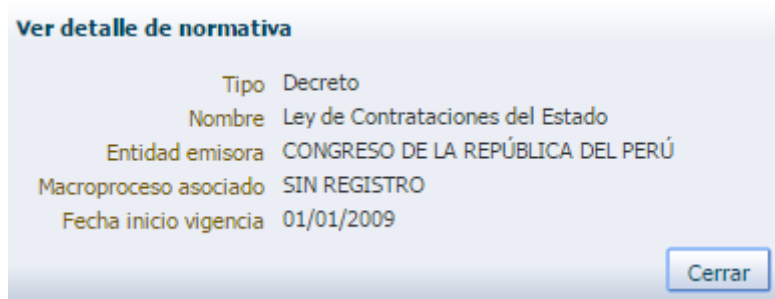 Ver detalle de normativa
Tipo Decreto
Nombre Ley de Contrataciones del Estado
Entidad emisora CONGRESO DE LA REPÚBLICA DEL PERÚ
Macroproceso asociado SIN REGISTRO
Fecha inicio vigencia 01/01/2009
Cerrar